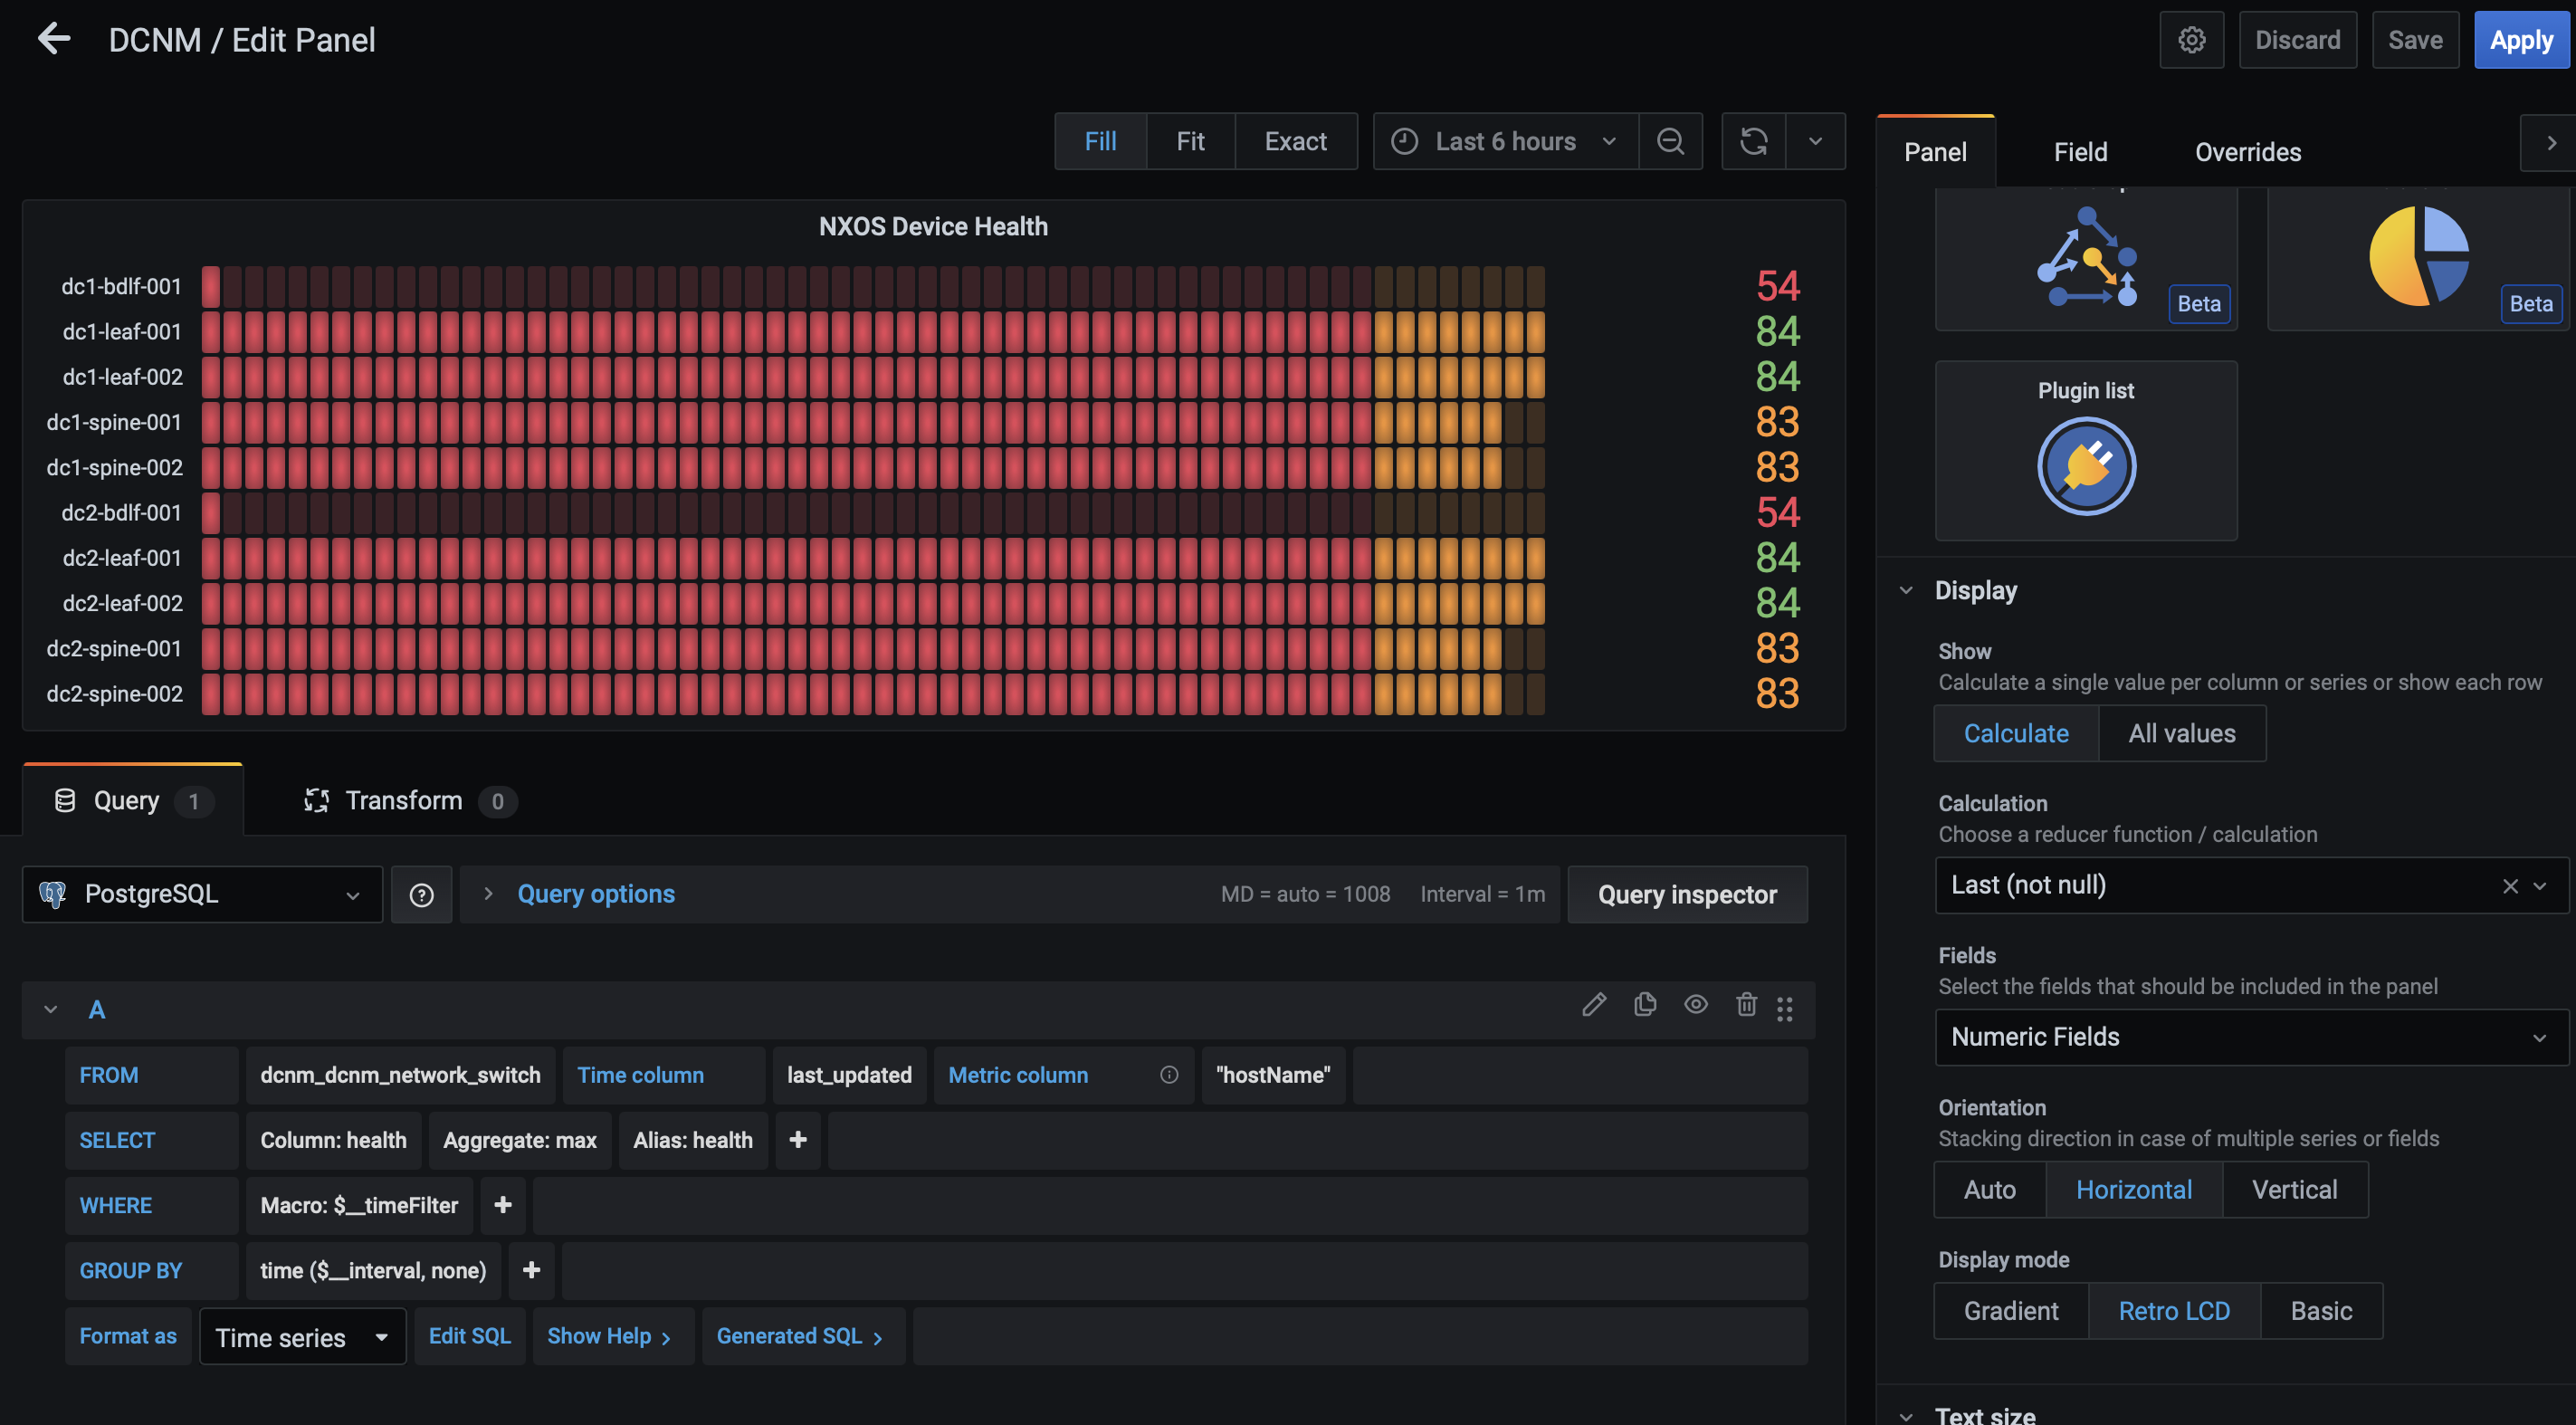 DCNM / Edit Panel
Discard
Save
Apply
Fill
Fit
Exact
Last 6 hours
Panel
Field
Overrides
NXOS Device Health
dc1-bdlf-001 54
dc1-leaf-001 84
dc1-leaf-002 84
dc1-spine-001 83
dc1-spine-002 83
dc2-bdlf-001 54
dc2-leaf-001 84
dc2-leaf-002 84
dc2-spine-001 83
dc2-spine-002 83
Query 1
Transform 0
PostgreSQL
Query options
MD = auto = 1008
Interval = 1m
Query inspector
A
FROM dcnm_dcnm_network_switch Time column last_updated Metric column "hostName"
SELECT Column: health Aggregate: max Alias: health +
WHERE Macro: $__timeFilter +
GROUP BY time ($__interval, none) +
Format as Time series Edit SQL Show Help > Generated SQL >
Beta
Beta
Plugin list
Display
Show
Calculate a single value per column or series or show each row
Calculate
All values
Calculation
Choose a reducer function / calculation
Last (not null)
Fields
Select the fields that should be included in the panel
Numeric Fields
Orientation
Stacking direction in case of multiple series or fields
Auto
Horizontal
Vertical
Display mode
Gradient
Retro LCD
Basic
Text size